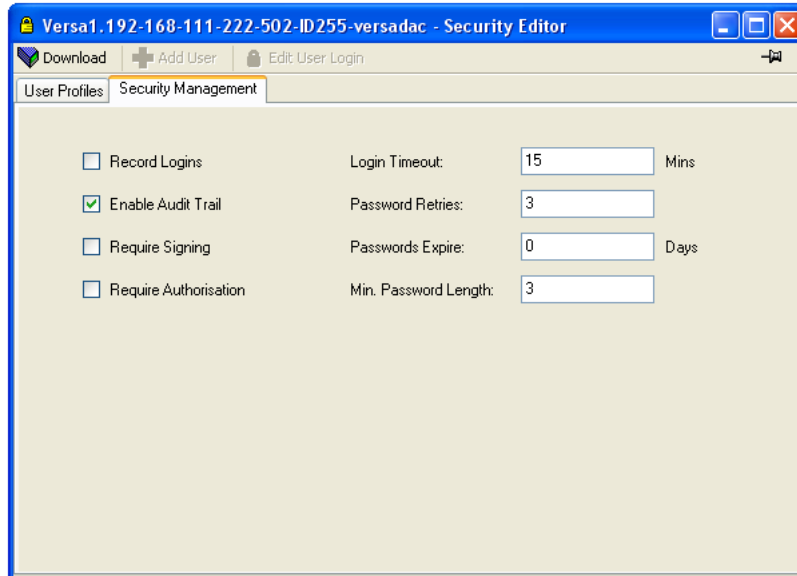 Versa1.192-168-111-222-502-ID255-versadac - Security Editor
Download Add User Edit User Login
User Profiles Security Management
Record Logins Login Timeout: 15 Mins
Enable Audit Trail Password Retries: 3
Require Signing Passwords Expire: 0 Days
Require Authorisation Min. Password Length: 3